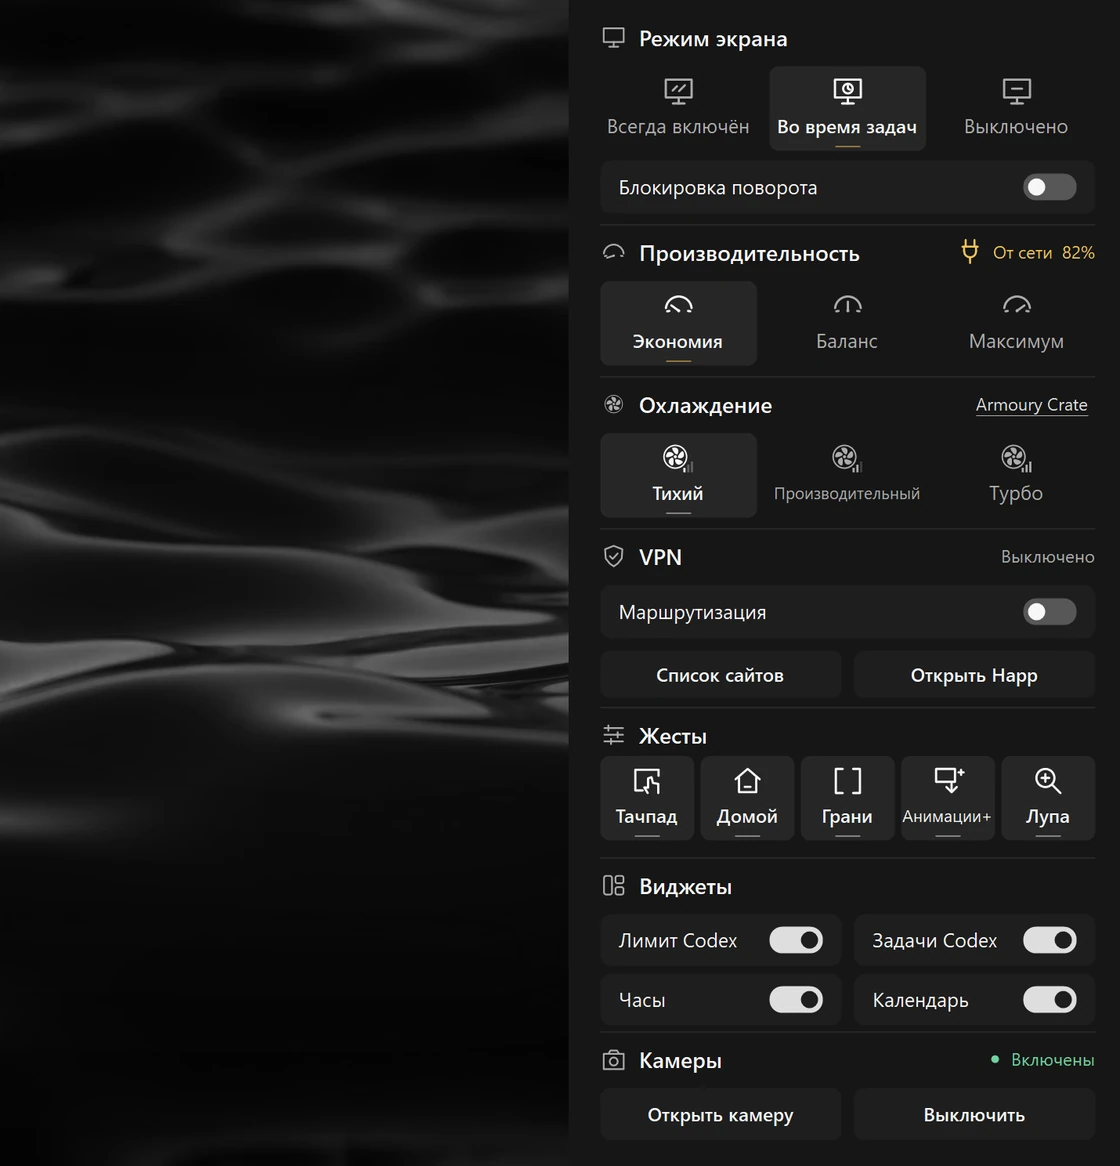 Режим экрана
Всегда включён
Во время задач
Выключено
Блокировка поворота
Производительность
От сети 82%
Экономия
Баланс
Максимум
Охлаждение
Armoury Crate
Тихий
Производительный
Турбо
VPN
Выключено
Маршрутизация
Список сайтов
Открыть Happ
Жесты
Тачпад
Домой
Грани
Анимации+
Лупа
Виджеты
Лимит Codex
Задачи Codex
Часы
Календарь
Камеры
Включены
Открыть камеру
Выключить